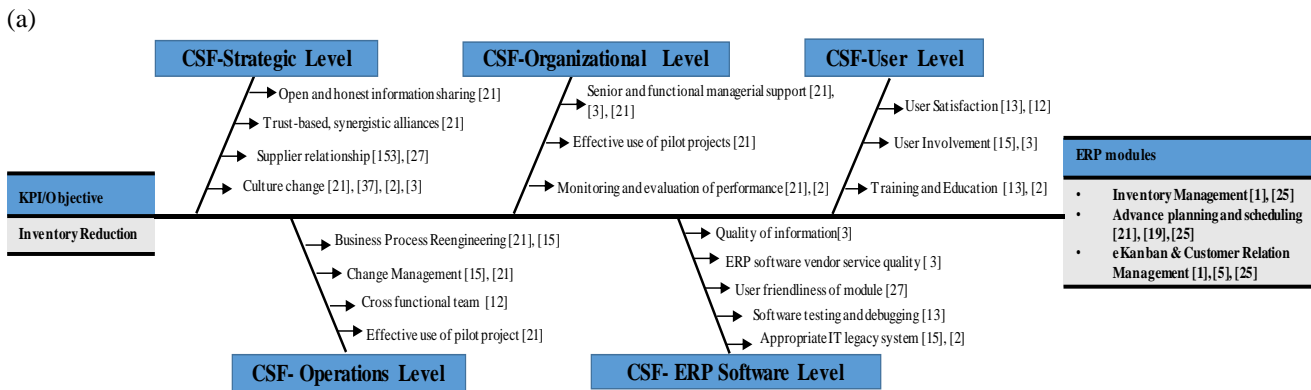 (a)
CSF-Strategic Level
CSF-Organizational Level
CSF-User Level
Open and honest information sharing [21]
Trust-based, synergistic alliances [21]
Supplier relationship [153], [27]
Culture change [21], [37], [2], [3]
Senior and functional managerial support [21],
[3], [21]
Effective use of pilot projects [21]
Monitoring and evaluation of performance [21], [2]
User Satisfaction [13], [12]
User Involvement [15], [3]
Training and Education [13], [2]
KPI/Objective
Inventory Reduction
ERP modules
• Inventory Management [1], [25]
• Advance planning and scheduling
[21], [19], [25]
• eKanban & Customer Relation
Management [1], [5], [25]
Business Process Reengineering [21], [15]
Change Management [15], [21]
Cross functional team [12]
Effective use of pilot project [21]
Quality of information[3]
ERP software vendor service quality [ 3]
User friendliness of module [27]
Software testing and debugging [13]
Appropriate IT legacy system [15], [2]
CSF- Operations Level
CSF- ERP Software Level